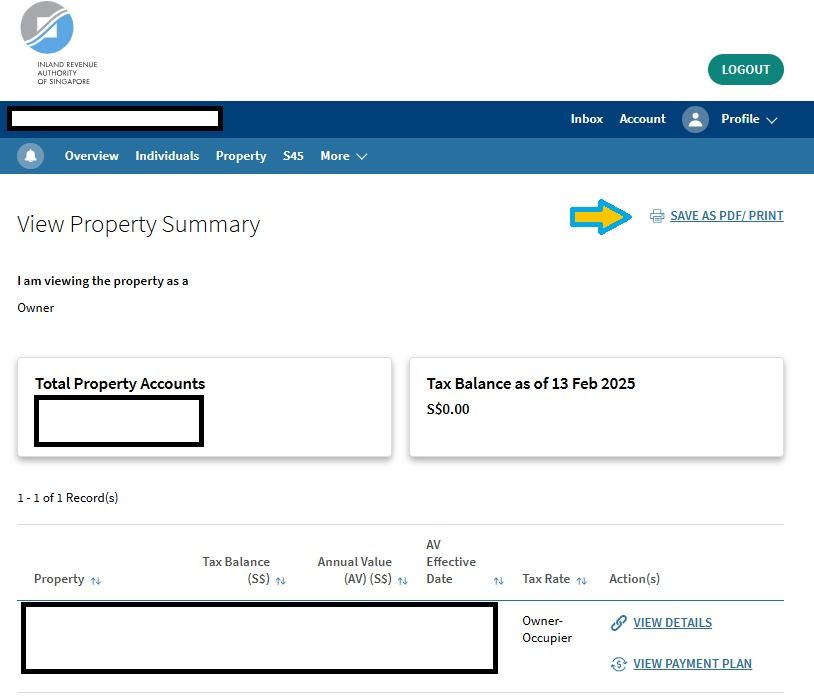 INLAND REVENUE
AUTHORITY
OF SINGAPORE
LOGOUT
Inbox Account Profile
Overview Individuals Property S45 More
View Property Summary
SAVE AS PDF/ PRINT
I am viewing the property as a
Owner
Total Property Accounts
Tax Balance as of 13 Feb 2025
S$0.00
1 - 1 of 1 Record(s)
Property Tax Balance (S$) Annual Value (AV) (S$) AV Effective Date Tax Rate Action(s)
Owner-
Occupier
VIEW DETAILS
VIEW PAYMENT PLAN